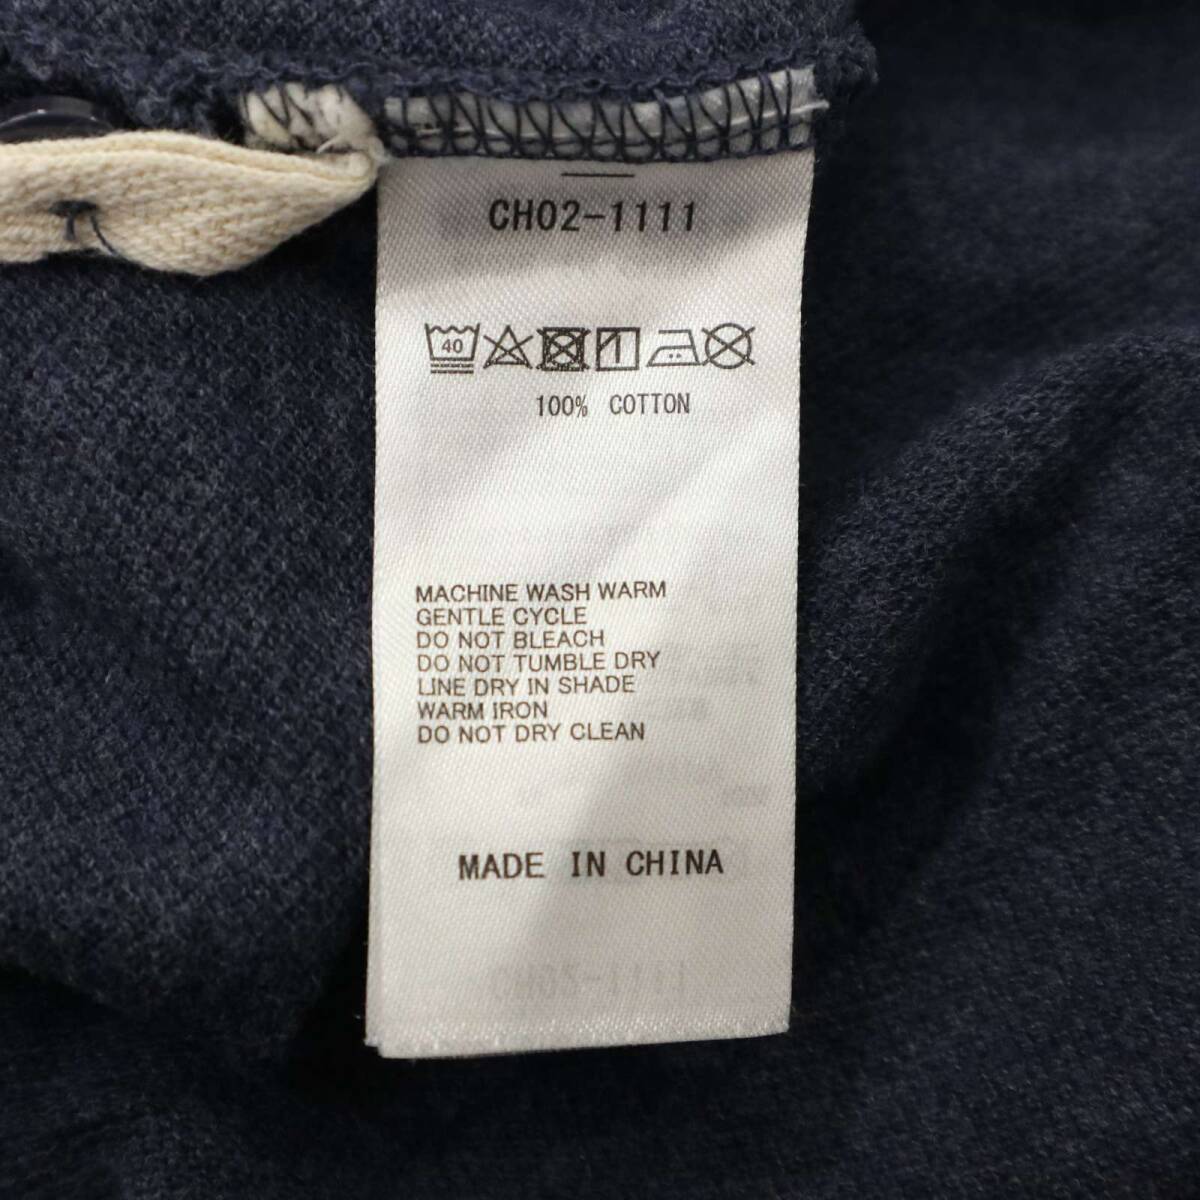 CH02-1111
40
100% COTTON
MACHINE WASH WARM
GENTLE CYCLE
DO NOT BLEACH
DO NOT TUMBLE DRY
LINE DRY IN SHADE
WARM IRON
DO NOT DRY CLEAN
MADE IN CHINA